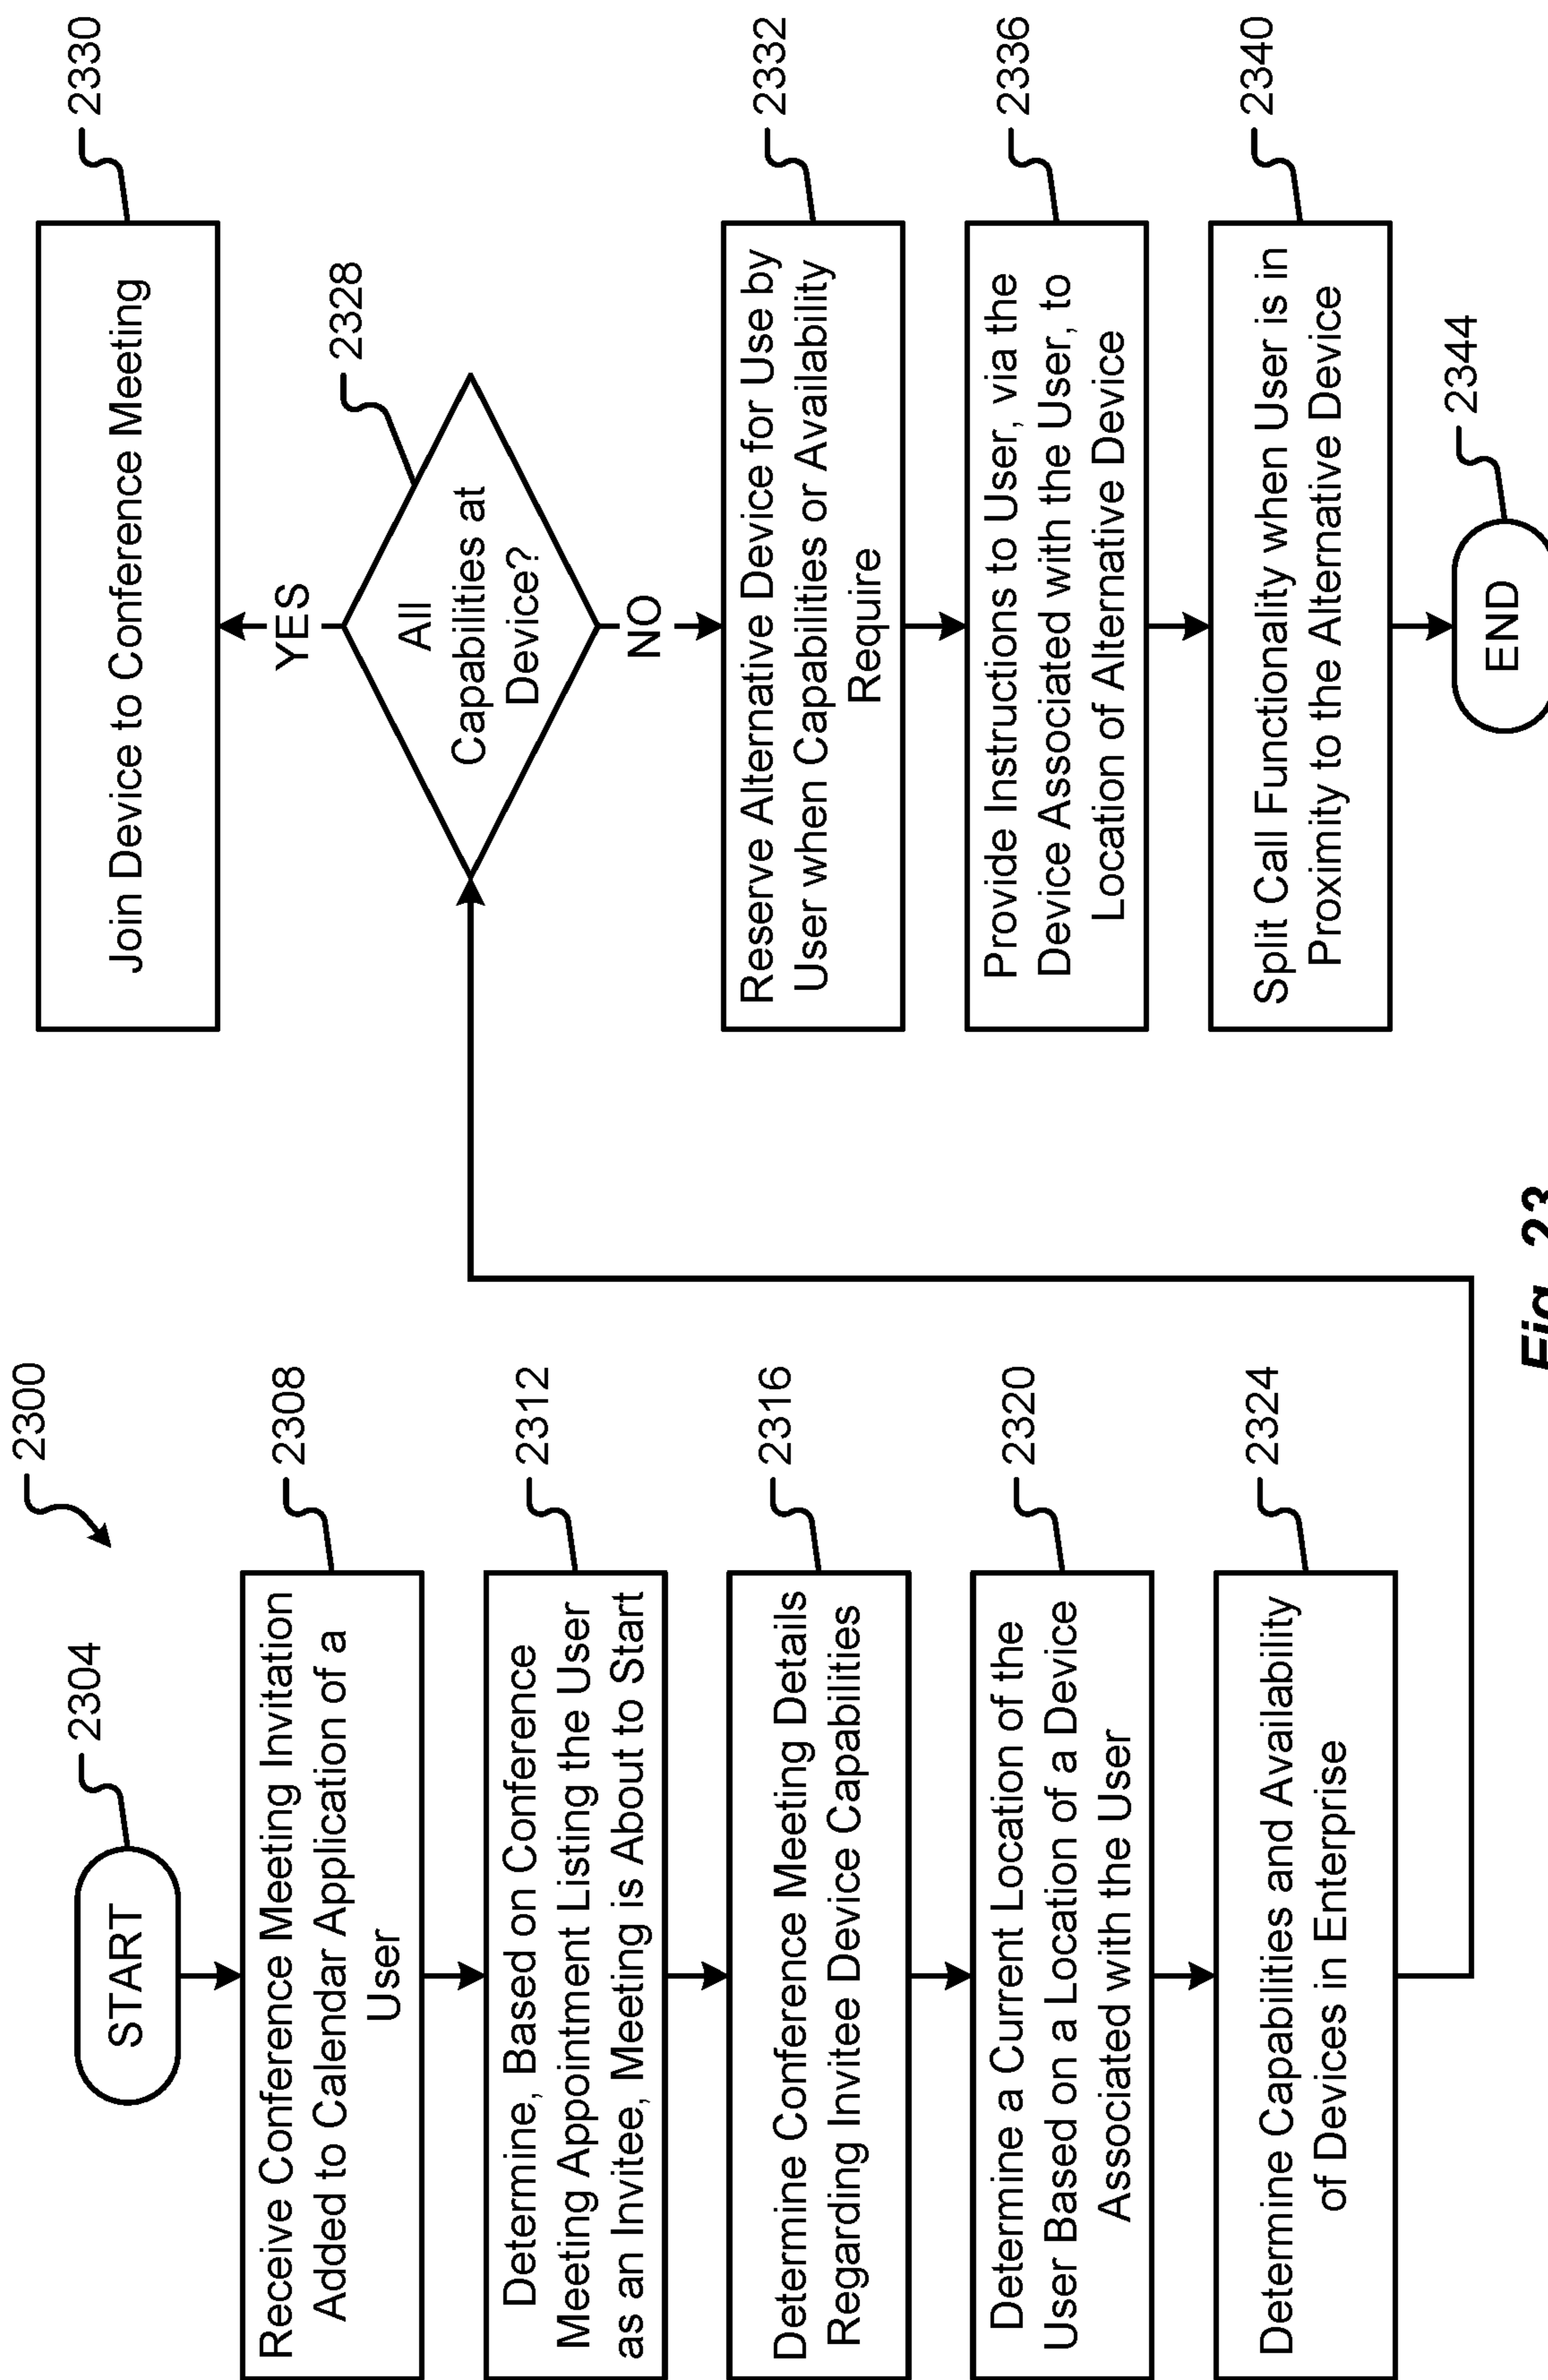 2300
START
2304
Receive Conference Meeting Invitation
Added to Calendar Application of a
User
2308
Determine, Based on Conference
Meeting Appointment Listing the User
as an Invitee, Meeting is About to Start
2312
Determine Conference Meeting Details
Regarding Invitee Device Capabilities
2316
Determine a Current Location of the
User Based on a Location of a Device
Associated with the User
2320
Determine Capabilities and Availability
of Devices in Enterprise
2324
Join Device to Conference Meeting
2330
YES
All
Capabilities at
Device?
2328
NO
Reserve Alternative Device for Use by
User when Capabilities or Availability
Require
2332
Provide Instructions to User, via the
Device Associated with the User, to
Location of Alternative Device
2336
Split Call Functionality when User is in
Proximity to the Alternative Device
2340
END
2344
Fig. 23